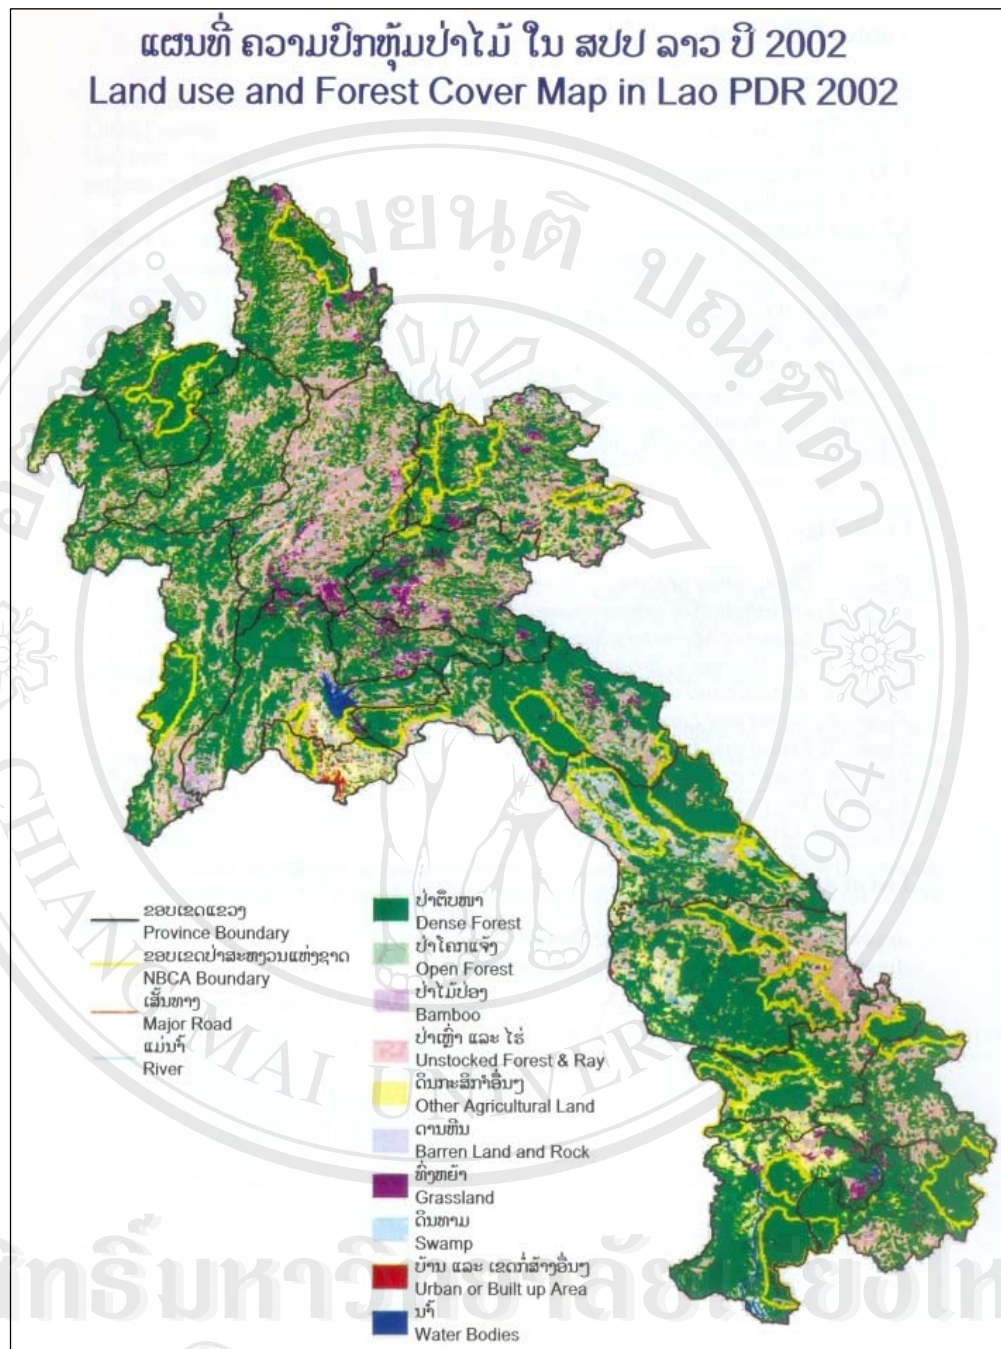 ແຜນທີ່ ຄວາມປົກຫຸ້ມປ່າໄມ້ ໃນ ສປປ ລາວ ປີ 2002
Land use and Forest Cover Map in Lao PDR 2002
ຂອບເຂດແຂວງ
Province Boundary
ຂອບເຂດປ່າສະຫງວນແຫ່ງຊາດ
NBCA Boundary
ເສັ້ນທາງ
Major Road
ແມ່ນ້ຳ
River
ປ່າຕຶບໜາ
Dense Forest
ປ່າໂຄກແຈ້ງ
Open Forest
ປ່າໄມ້ປ່ອງ
Bamboo
ປ່າເຫຼົ່າ ແລະ ໄຮ່
Unstocked Forest & Ray
ດິນກະສິກຳອື່ນໆ
Other Agricultural Land
ດານຫີນ
Barren Land and Rock
ທົ່ງຫຍ້າ
Grassland
ດິນທາມ
Swamp
ບ້ານ ແລະ ເຂດກໍ່ສ້າງອື່ນໆ
Urban or Built up Area
ນ້ຳ
Water Bodies
CHIANG MAI UNIVERSITY 1964